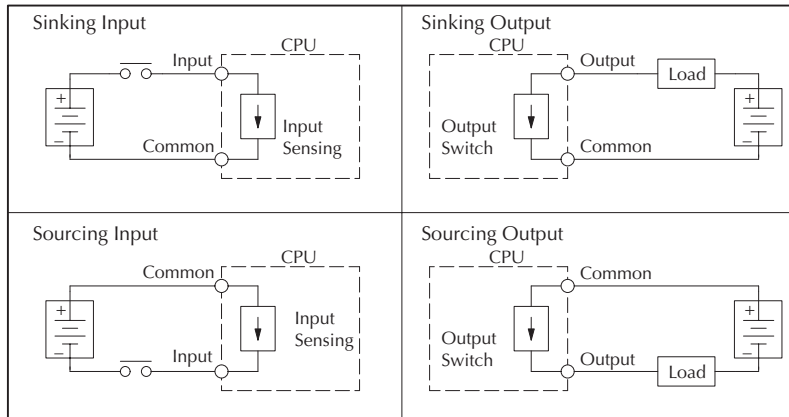 Sinking Input
CPU
Input
+
Input
Sensing
–
Common
Sinking Output
CPU
Output
Load
+
Output
Switch
–
Common
Sourcing Input
CPU
Common
+
Input
Sensing
–
Input
Sourcing Output
CPU
Common
+
Output
Switch
–
Output
Load